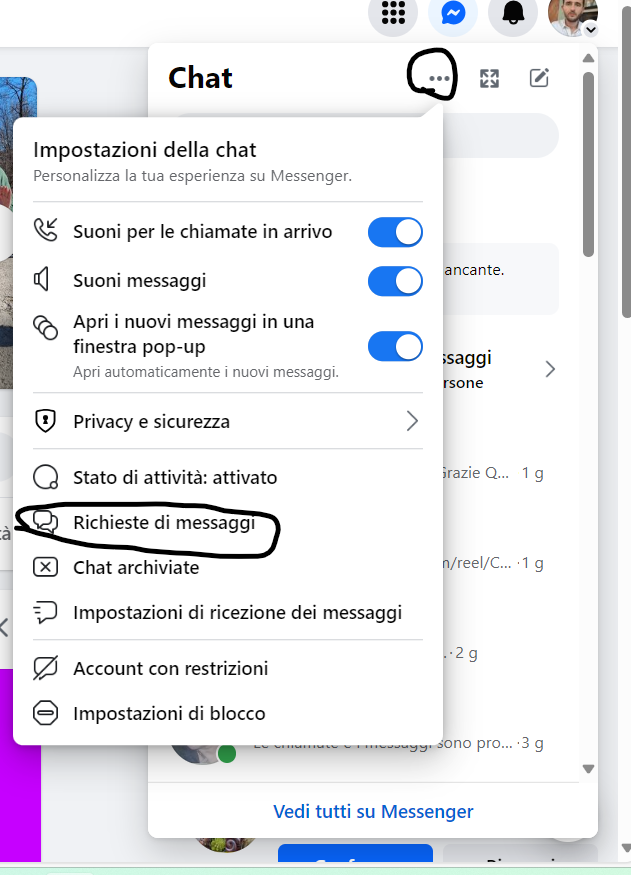 Chat
Impostazioni della chat
Personalizza la tua esperienza su Messenger.
Suoni per le chiamate in arrivo
Suoni messaggi
Apri i nuovi messaggi in una
finestra pop-up
Apri automaticamente i nuovi messaggi.
Privacy e sicurezza
Stato di attività: attivato
Richieste di messaggi
Chat archiviate
Impostazioni di ricezione dei messaggi
Account con restrizioni
Impostazioni di blocco
ancante.
ssaggi
rsone
Grazie Q... 1 g
n/reel/C... · 1 g
. · 2 g
Le chiamate e i messaggi sono pro... · 3 g
Vedi tutti su Messenger